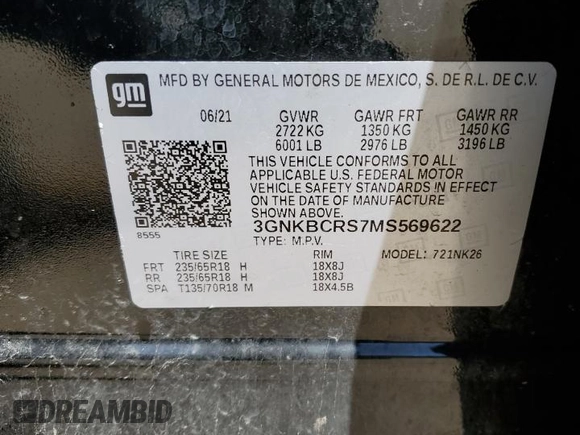 gm
MFD BY GENERAL MOTORS DE MEXICO, S. DE R.L. DE C.V.
06/21 GVWR GAWR FRT GAWR RR
2722 KG 1350 KG 1450 KG
6001 LB 2976 LB 3196 LB
THIS VEHICLE CONFORMS TO ALL
APPLICABLE U.S. FEDERAL MOTOR
VEHICLE SAFETY STANDARDS IN EFFECT
ON THE DATE OF MANUFACTURE
SHOWN ABOVE.
8555 3GNKBCRS7MS569622
TYPE: M.P.V. MODEL: 721NK26
TIRE SIZE RIM
FRT 235/65R18 H 18X8J
RR 235/65R18 H 18X8J
SPA T135/70R18 M 18X4.5B
DREAMBID